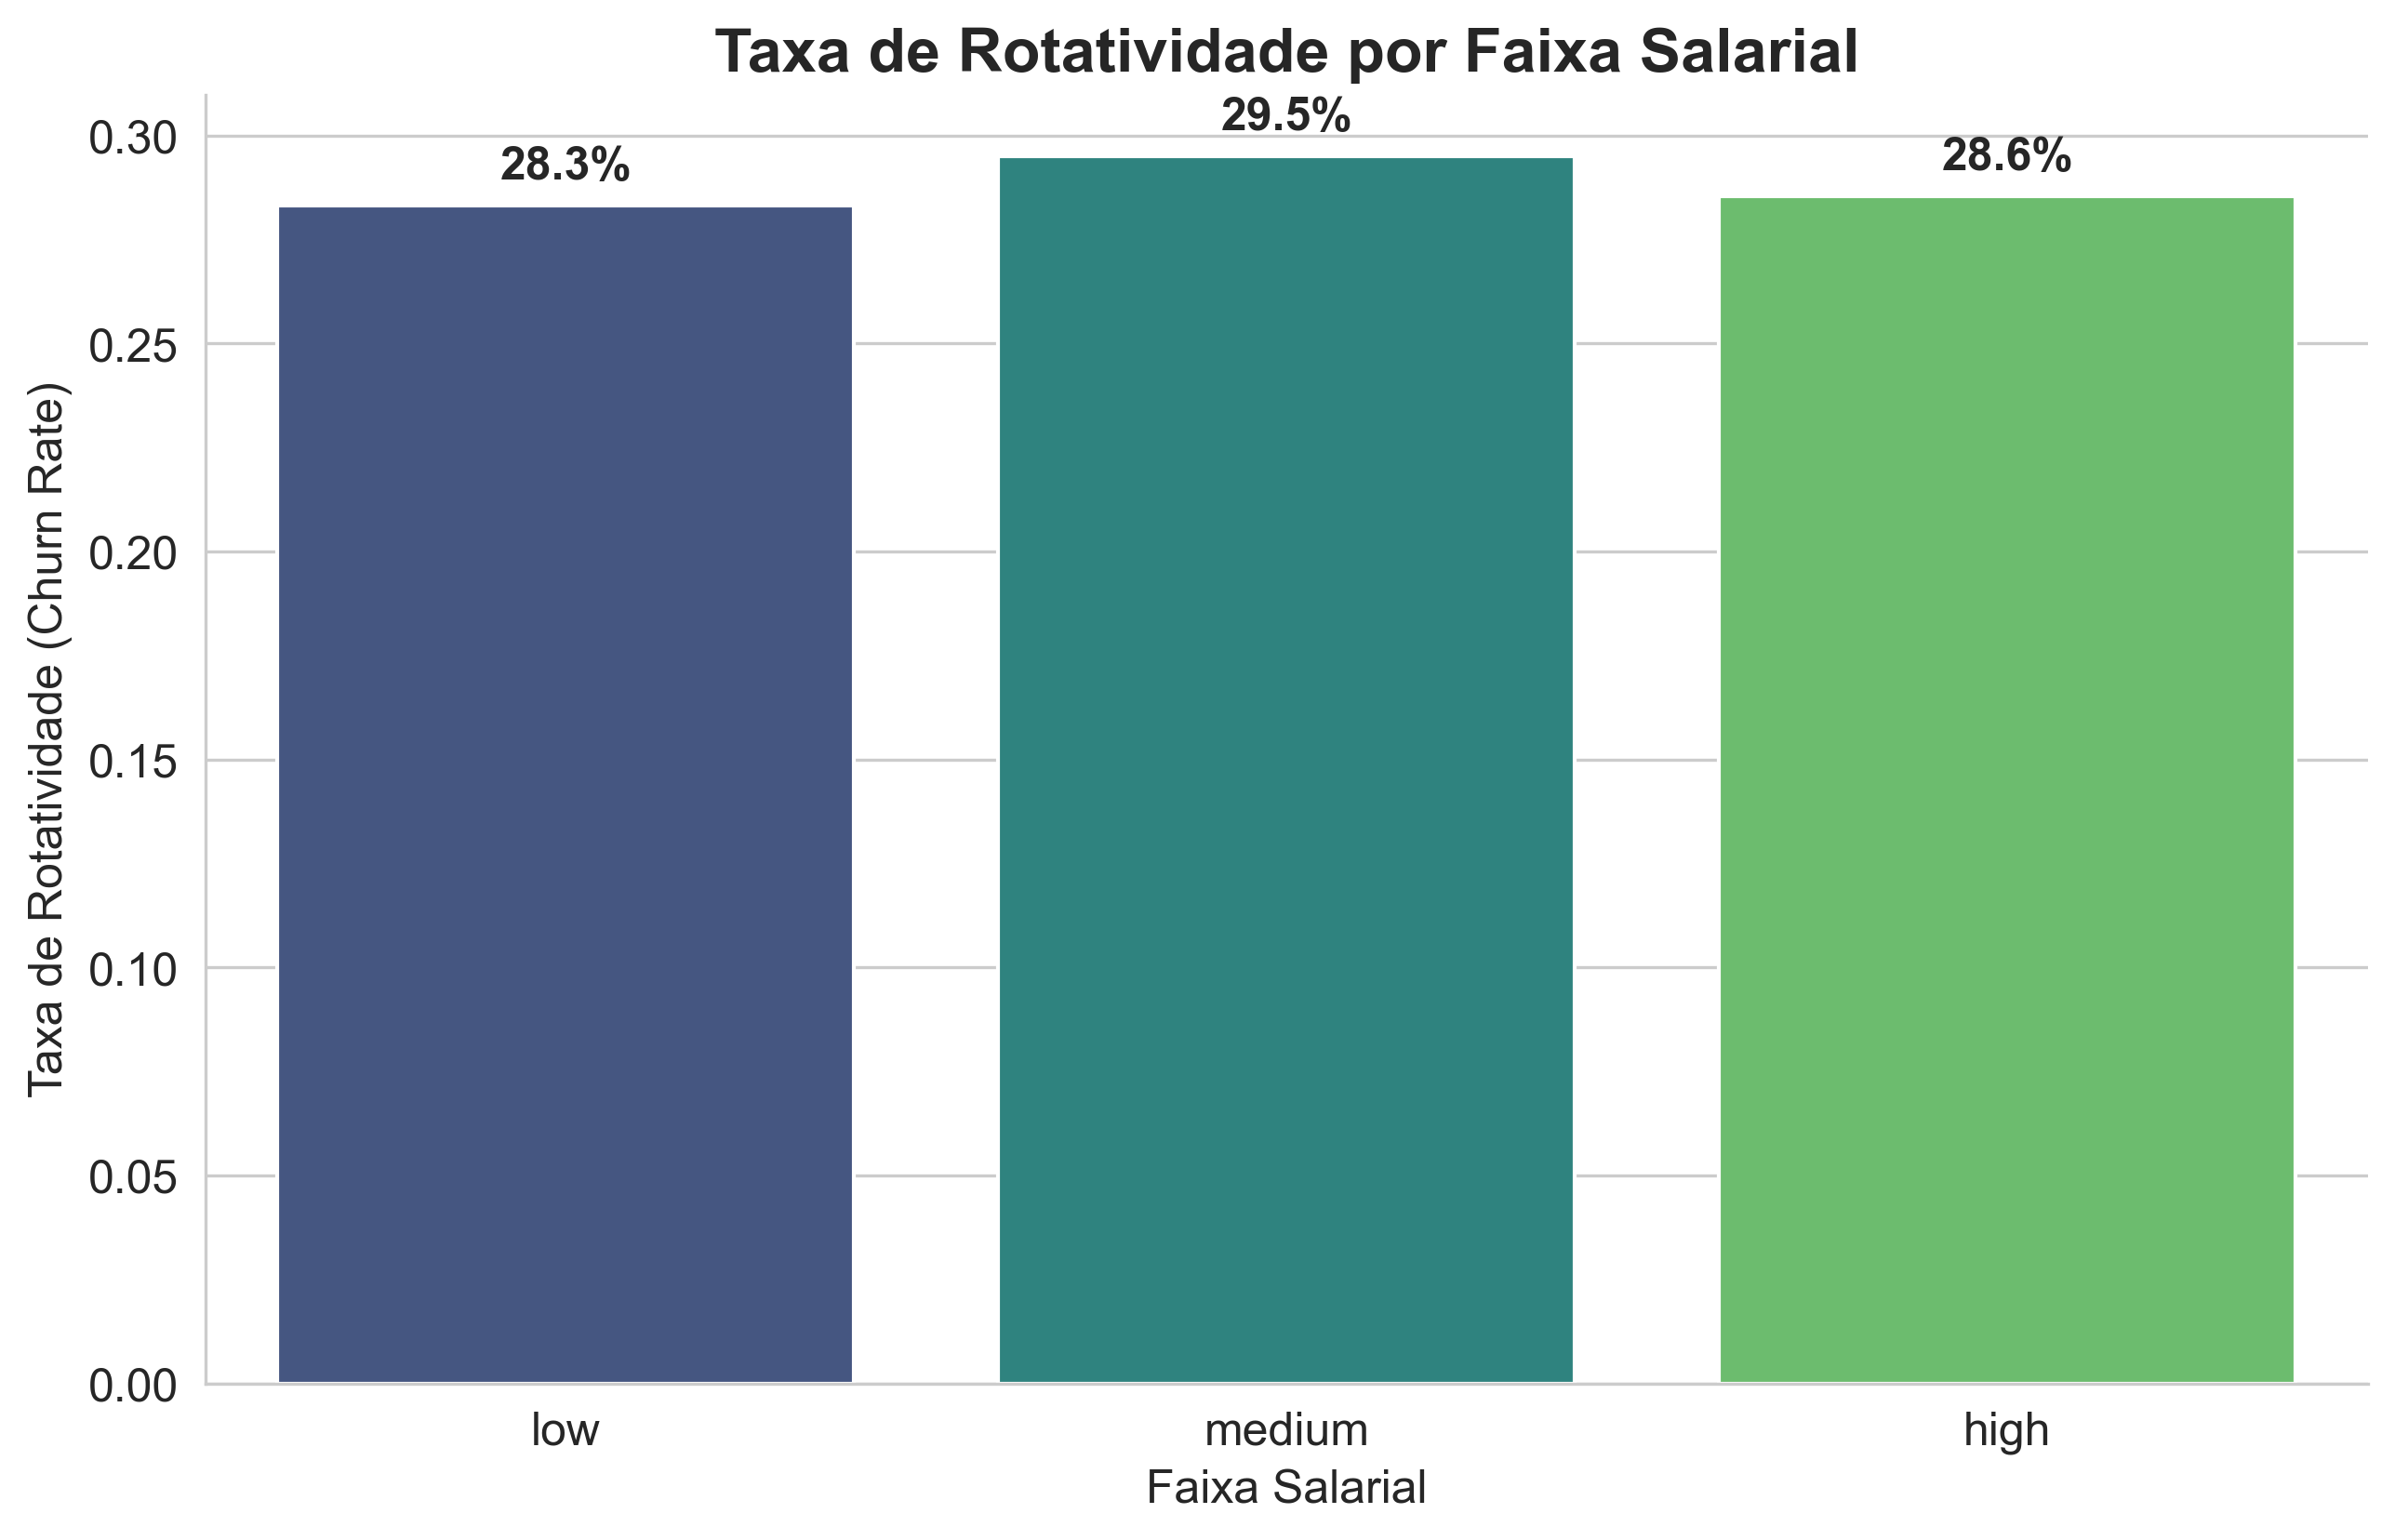 Taxa de Rotatividade por Faixa Salarial
29.5%
28.3%
28.6%
0.30
0.25
0.20
0.15
0.10
0.05
0.00
Taxa de Rotatividade (Churn Rate)
low
medium
high
Faixa Salarial